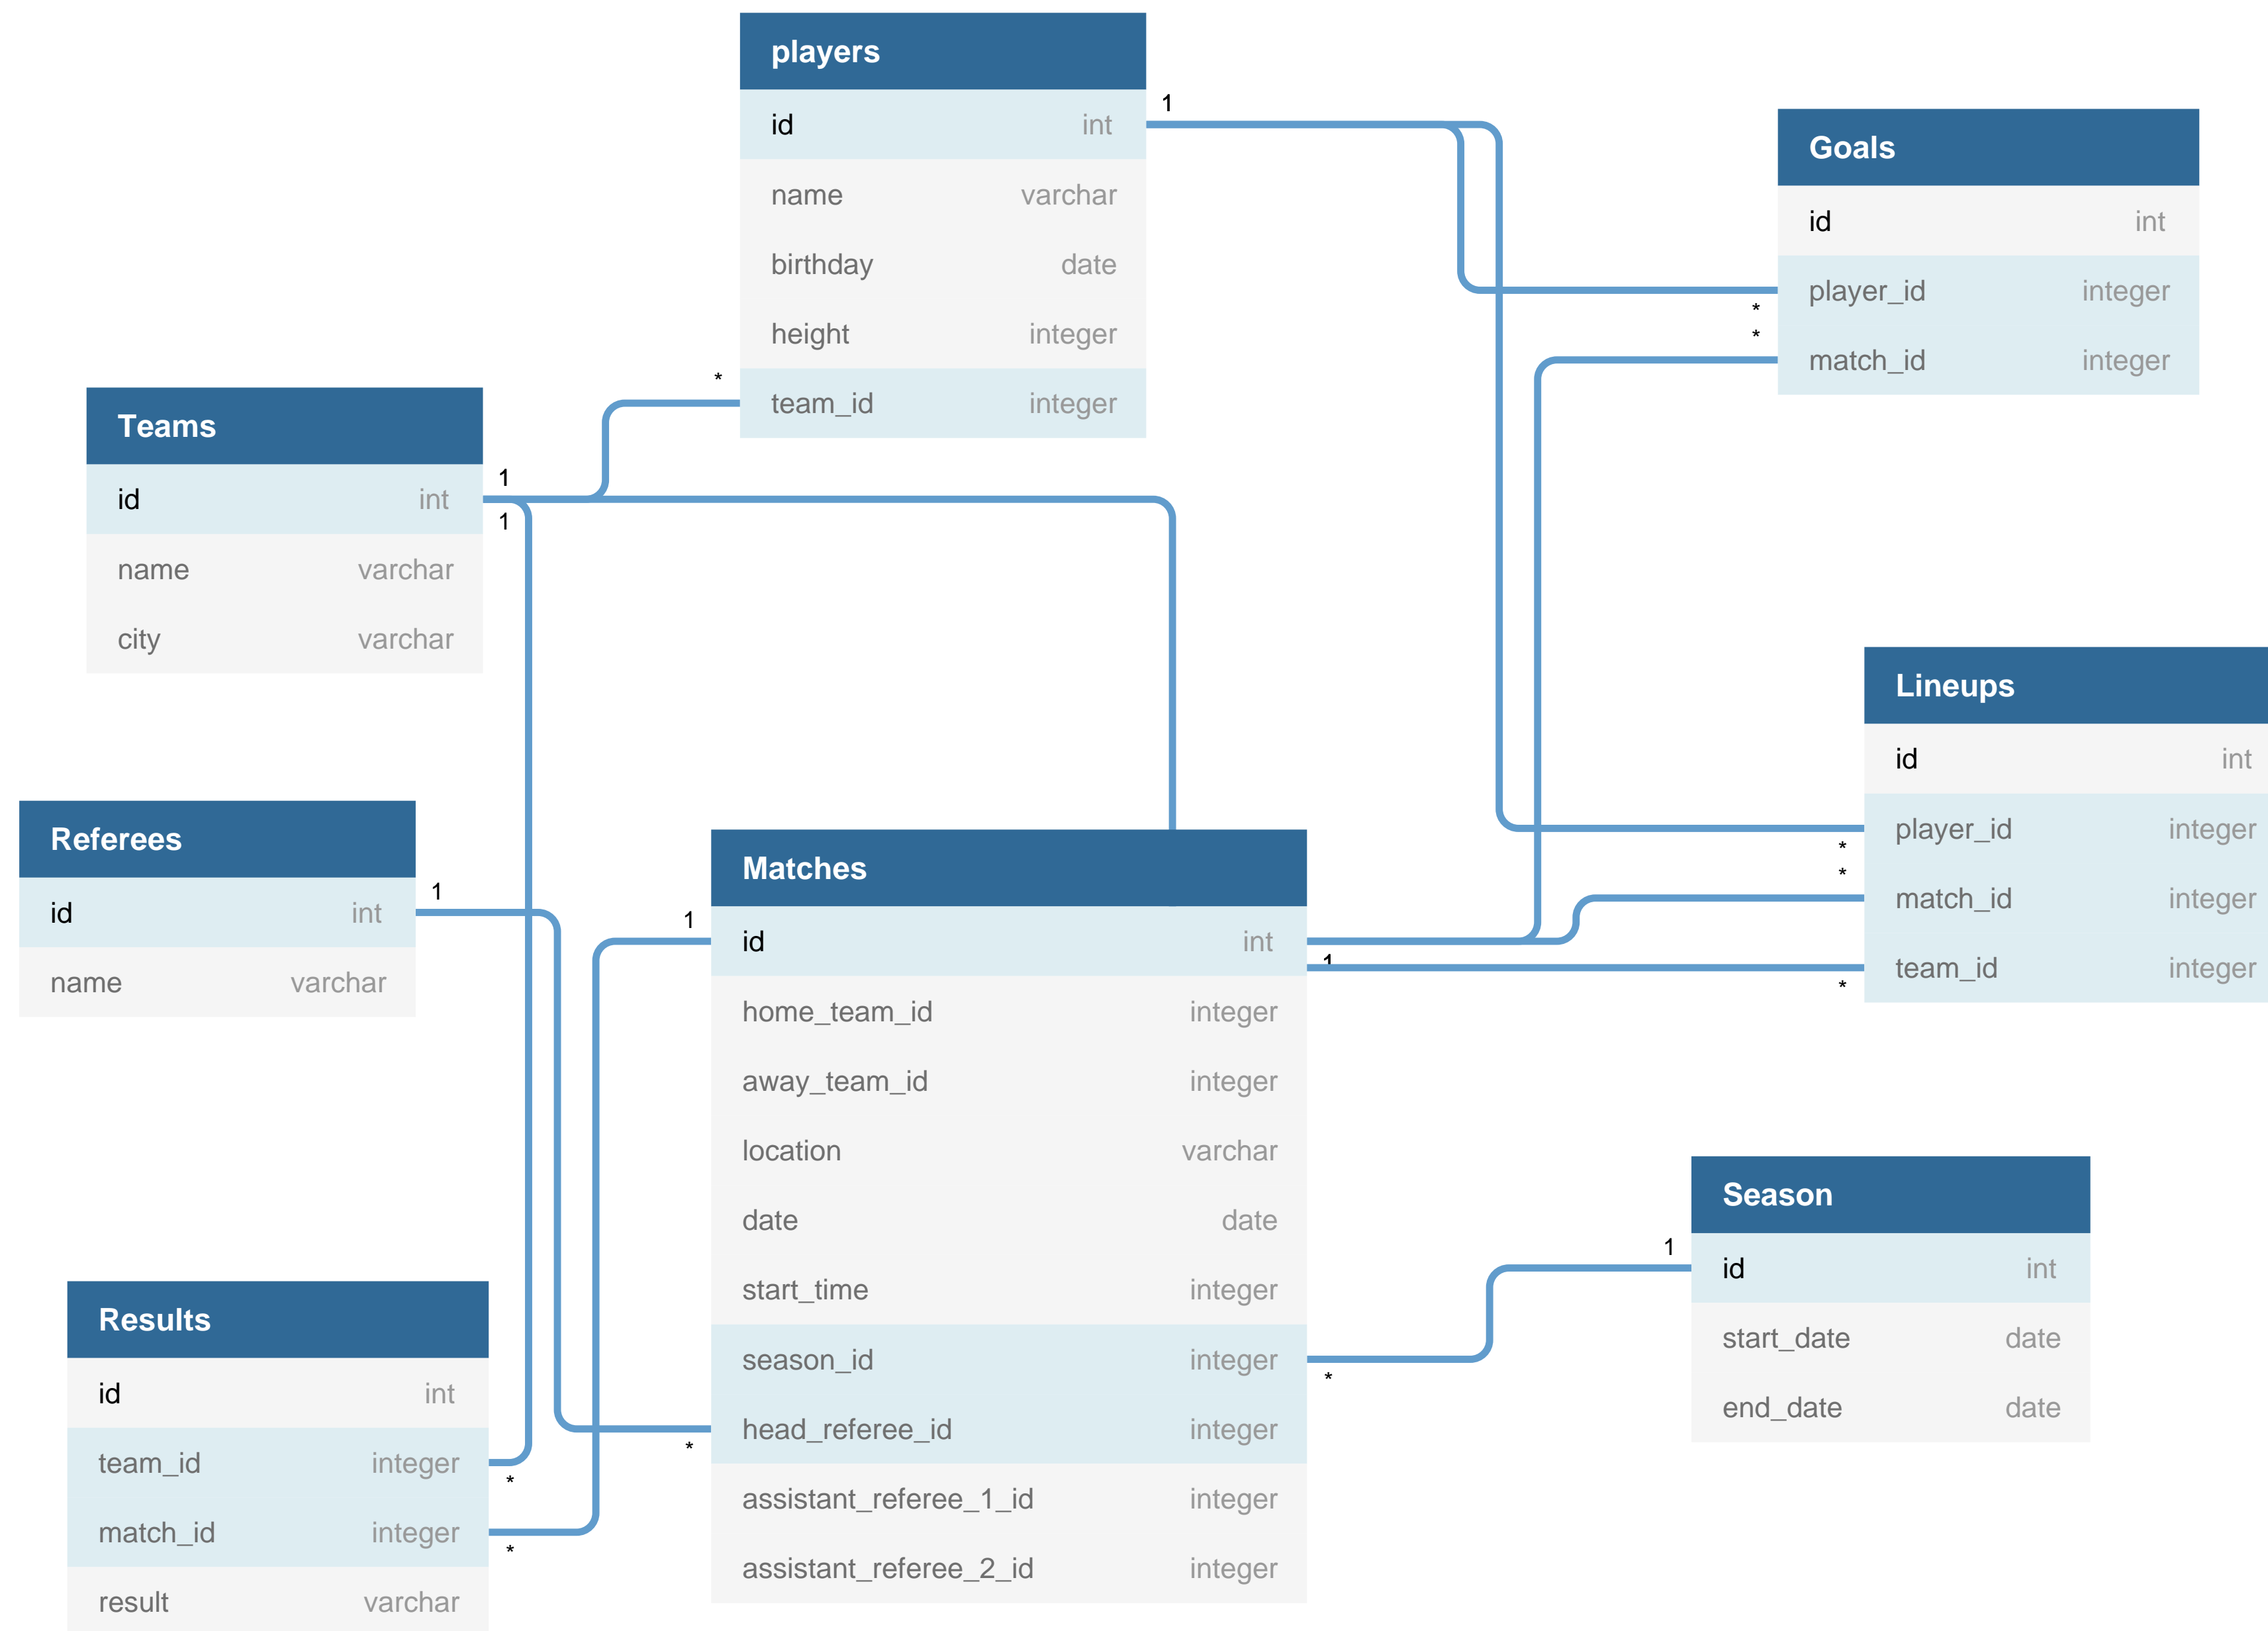 players
id int
name varchar
birthday date
height integer
team_id integer
1
*
Goals
id int
player_id integer
match_id integer
*
*
Teams
id int
name varchar
city varchar
1
1
Lineups
id int
player_id integer
match_id integer
team_id integer
*
*
*
Referees
id int
name varchar
1
Matches
id int
home_team_id integer
away_team_id integer
location varchar
date date
start_time integer
season_id integer
head_referee_id integer
assistant_referee_1_id integer
assistant_referee_2_id integer
1
1
*
*
Season
id int
start_date date
end_date date
1
Results
id int
team_id integer
match_id integer
result varchar
*
*